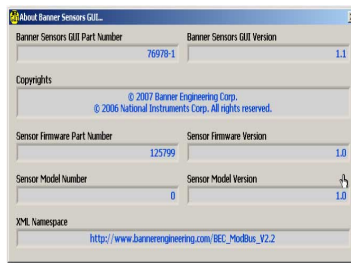 About Banner Sensors GUI...
Banner Sensors GUI Part Number Banner Sensors GUI Version
76978-1 1.1
Copyrights
© 2007 Banner Engineering Corp.
© 2006 National Instruments Corp. All rights reserved.
Sensor Firmware Part Number Sensor Firmware Version
125799 1.0
Sensor Model Number Sensor Model Version
0 1.0
XML Namespace
http://www.bannerengineering.com/BEC_ModBus_V2.2